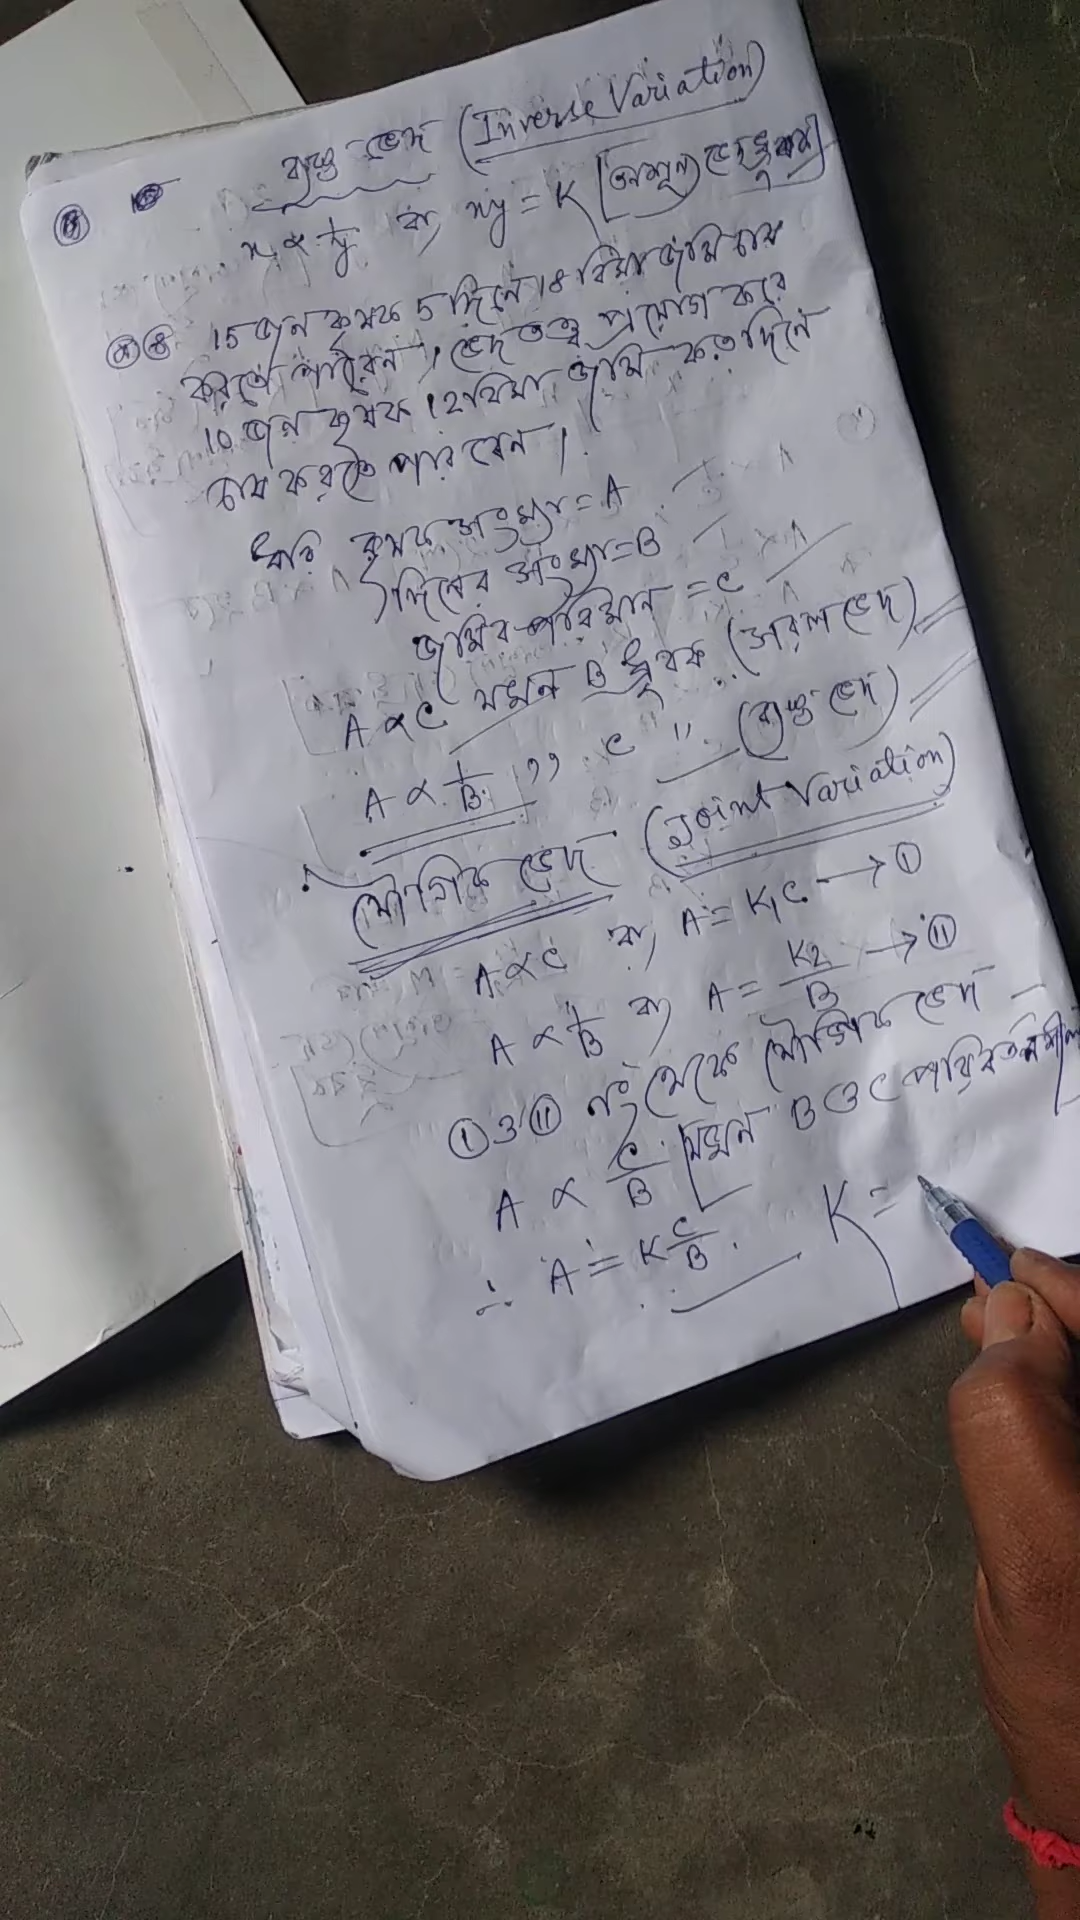 ব্যস্ত ভেদ (Inverse Variation)
x ∝ 1/y বা, xy = K [অশূন্য ভেদ ধ্রুবক]
15 জন কৃষক 5 দিনে 18 বিঘা জমি চাষ
করতে পারেন। ভেদতত্ত্ব প্রয়োগ করে
10 জন কৃষক 12 বিঘা জমি কতদিনে
চাষ করতে পারবেন।
ধরি কৃষক সংখ্যা = A
দিনের সংখ্যা = B
জমির পরিমান = C
A ∝ C যখন B ধ্রুবক (সরল ভেদ)
A ∝ 1/B ,, C '' (ব্যস্ত ভেদ)
যৌগিক ভেদ (Joint Variation)
A ∝ C বা, A = K₁C → (I)
A ∝ 1/B বা, A = K2/B → (II)
(I) ও (II) নং থেকে যৌগিক ভেদ -
A ∝ C/B [যখন B ও C পরিবর্তনশীল
∴ A = K C/B . K =